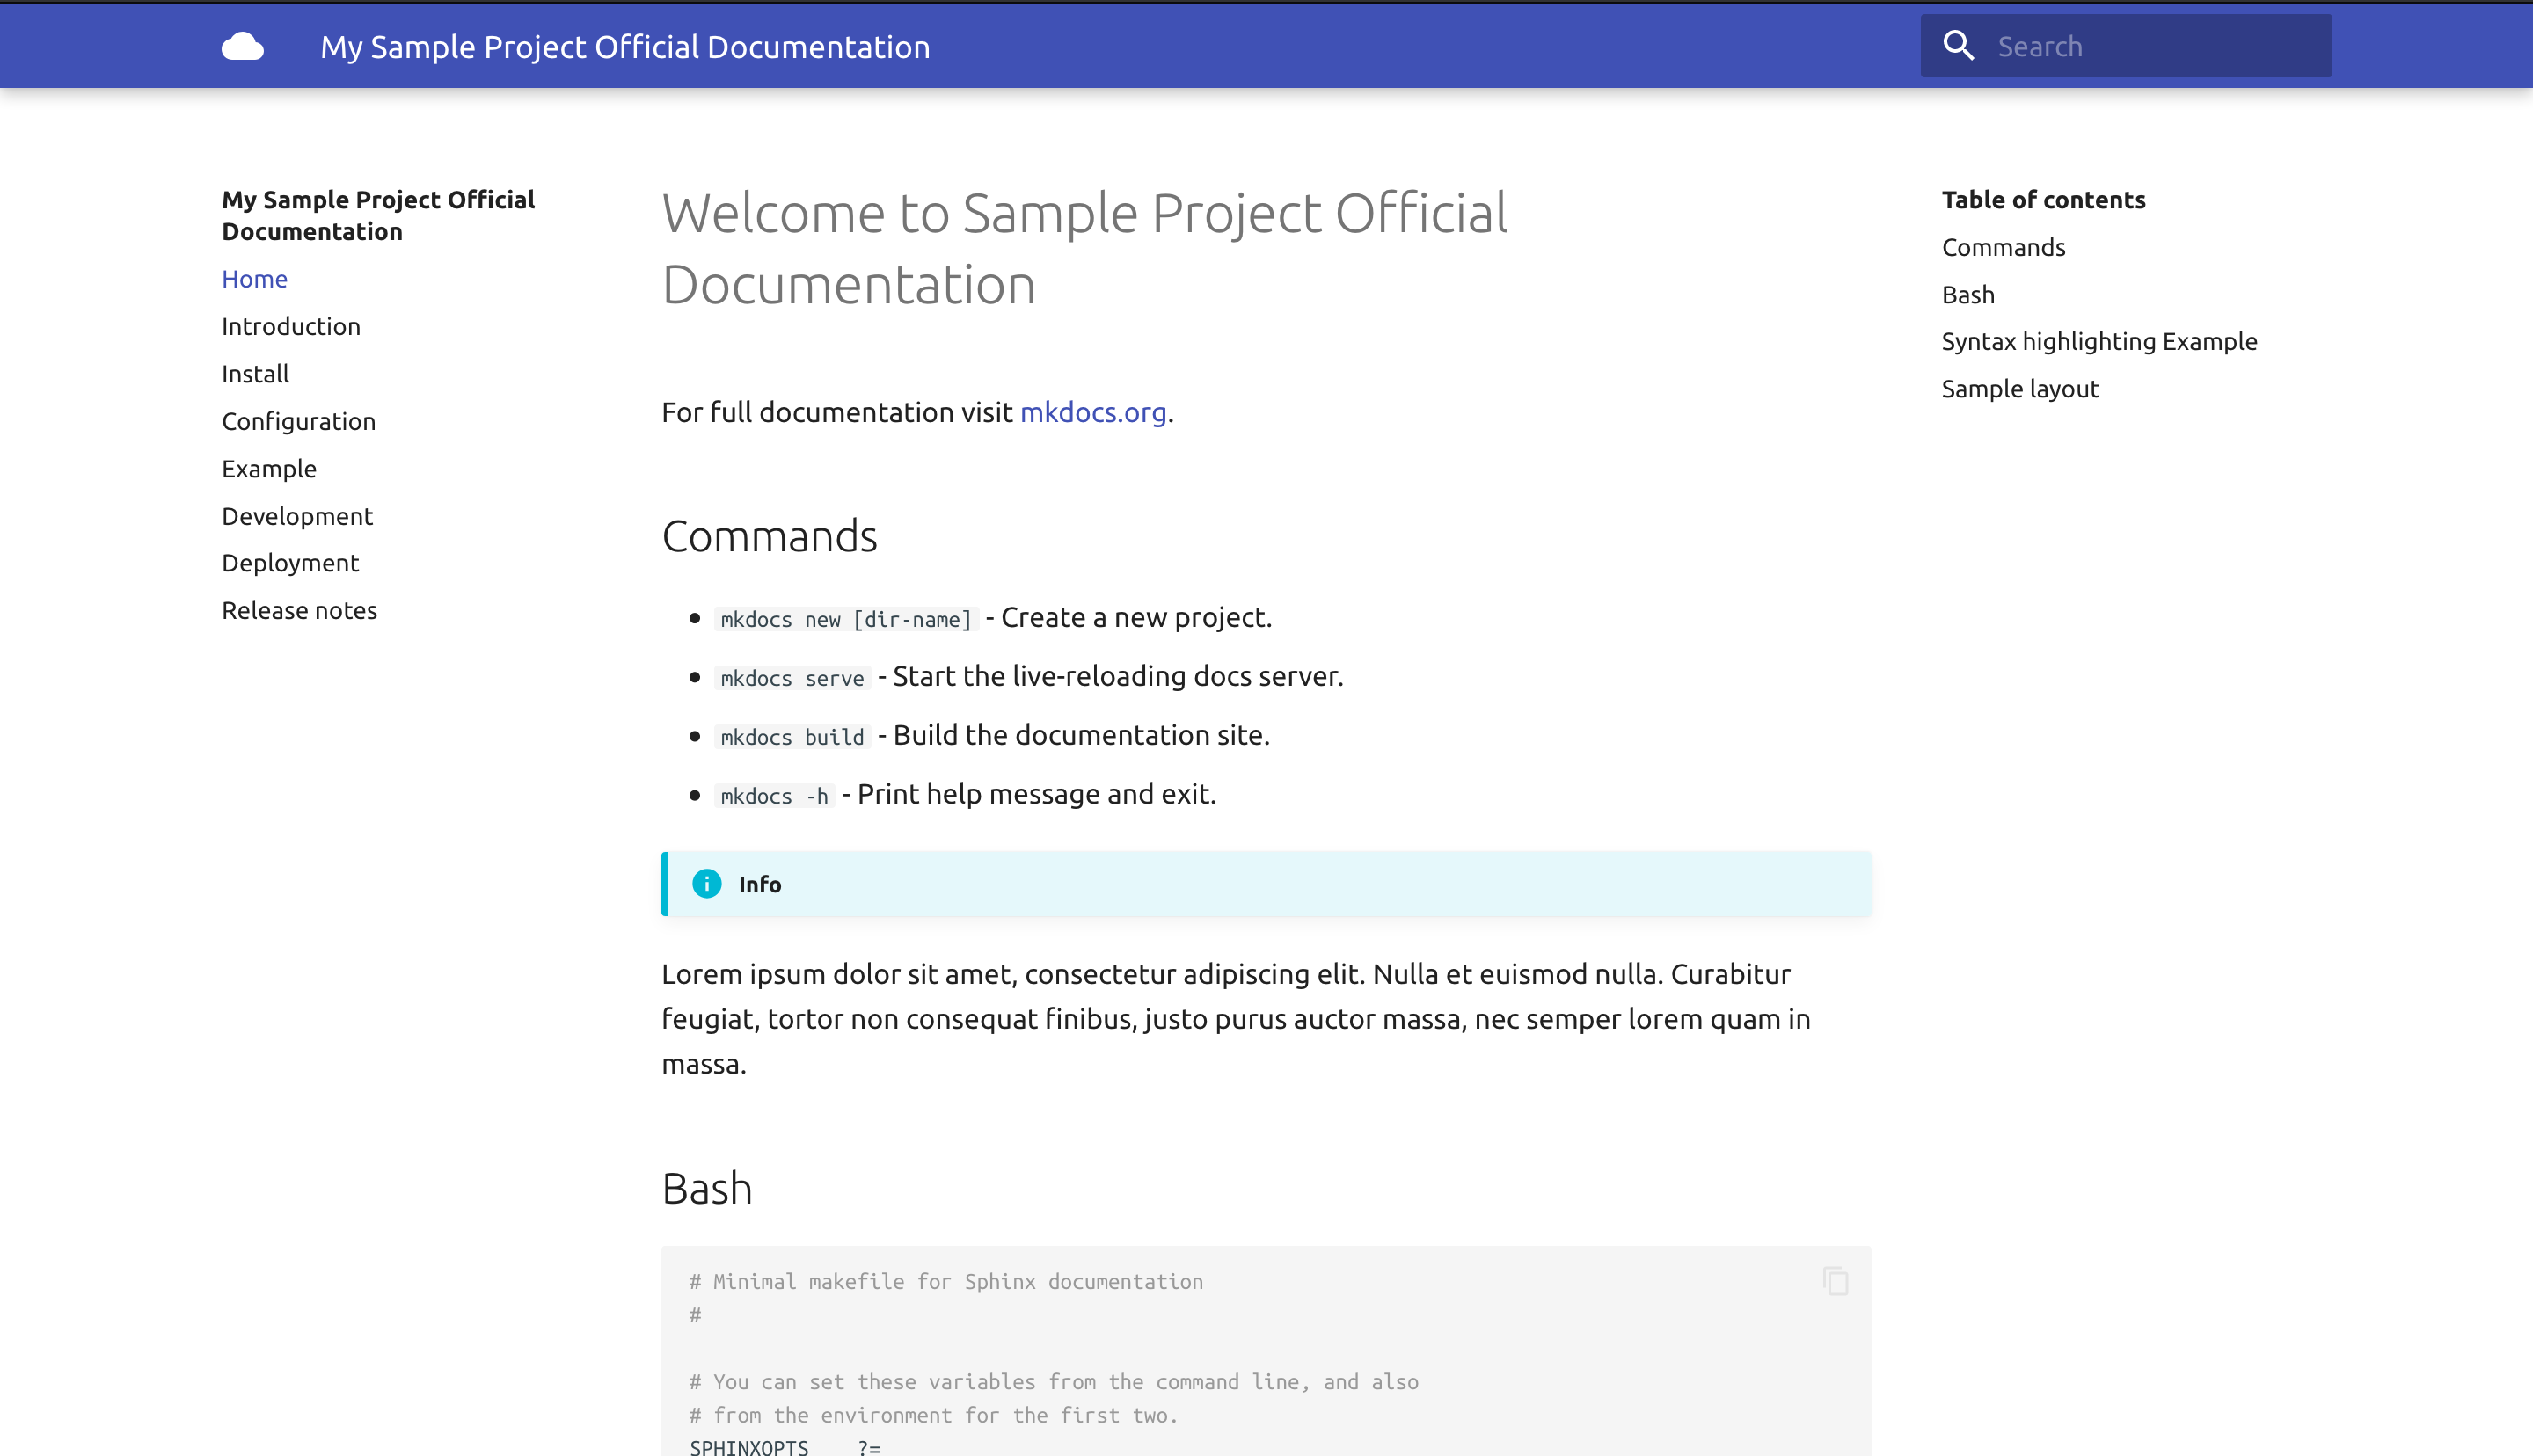 My Sample Project Official Documentation
Search
My Sample Project Official
Documentation
Home
Introduction
Install
Configuration
Example
Development
Deployment
Release notes
Welcome to Sample Project Official
Documentation
For full documentation visit mkdocs.org.
Commands
mkdocs new [dir-name] - Create a new project.
mkdocs serve - Start the live-reloading docs server.
mkdocs build - Build the documentation site.
mkdocs -h - Print help message and exit.
Info
Lorem ipsum dolor sit amet, consectetur adipiscing elit. Nulla et euismod nulla. Curabitur
feugiat, tortor non consequat finibus, justo purus auctor massa, nec semper lorem quam in
massa.
Bash
# Minimal makefile for Sphinx documentation
#
# You can set these variables from the command line, and also
# from the environment for the first two.
SPHINXOPTS    ?=
Table of contents
Commands
Bash
Syntax highlighting Example
Sample layout